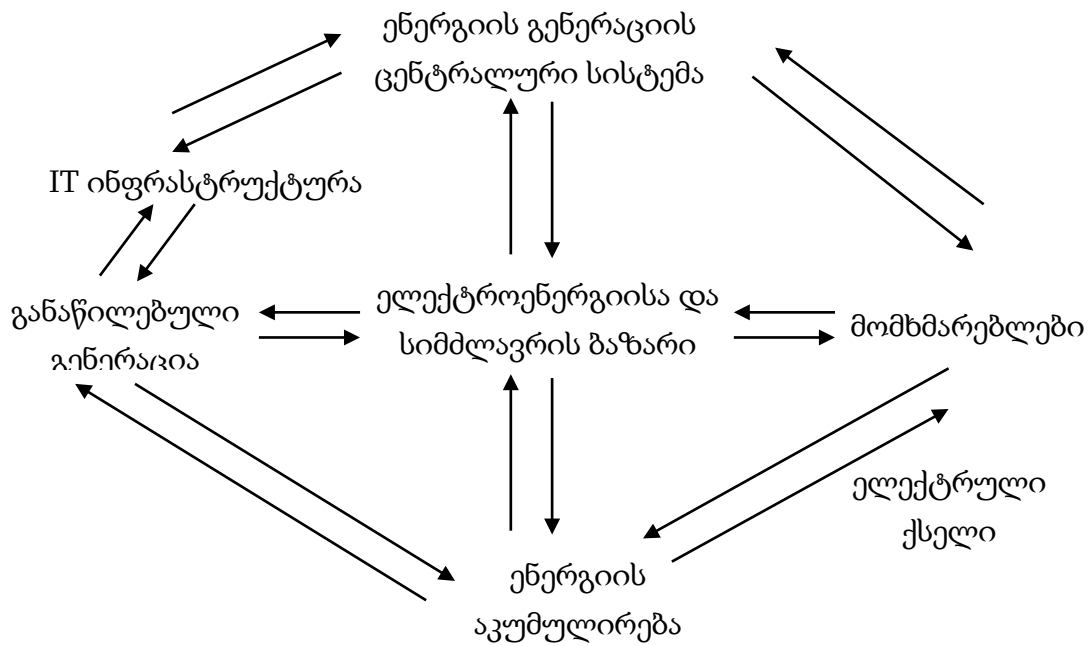 ენერგიის გენერაციის
ცენტრალური სისტემა
IT ინფრასტრუქტურა
განაწილებული
გენერაცია
ელექტროენერგიისა და
სიმძლავრის ბაზარი
მომხმარებლები
ელექტრული
ქსელი
ენერგიის
აკუმულირება